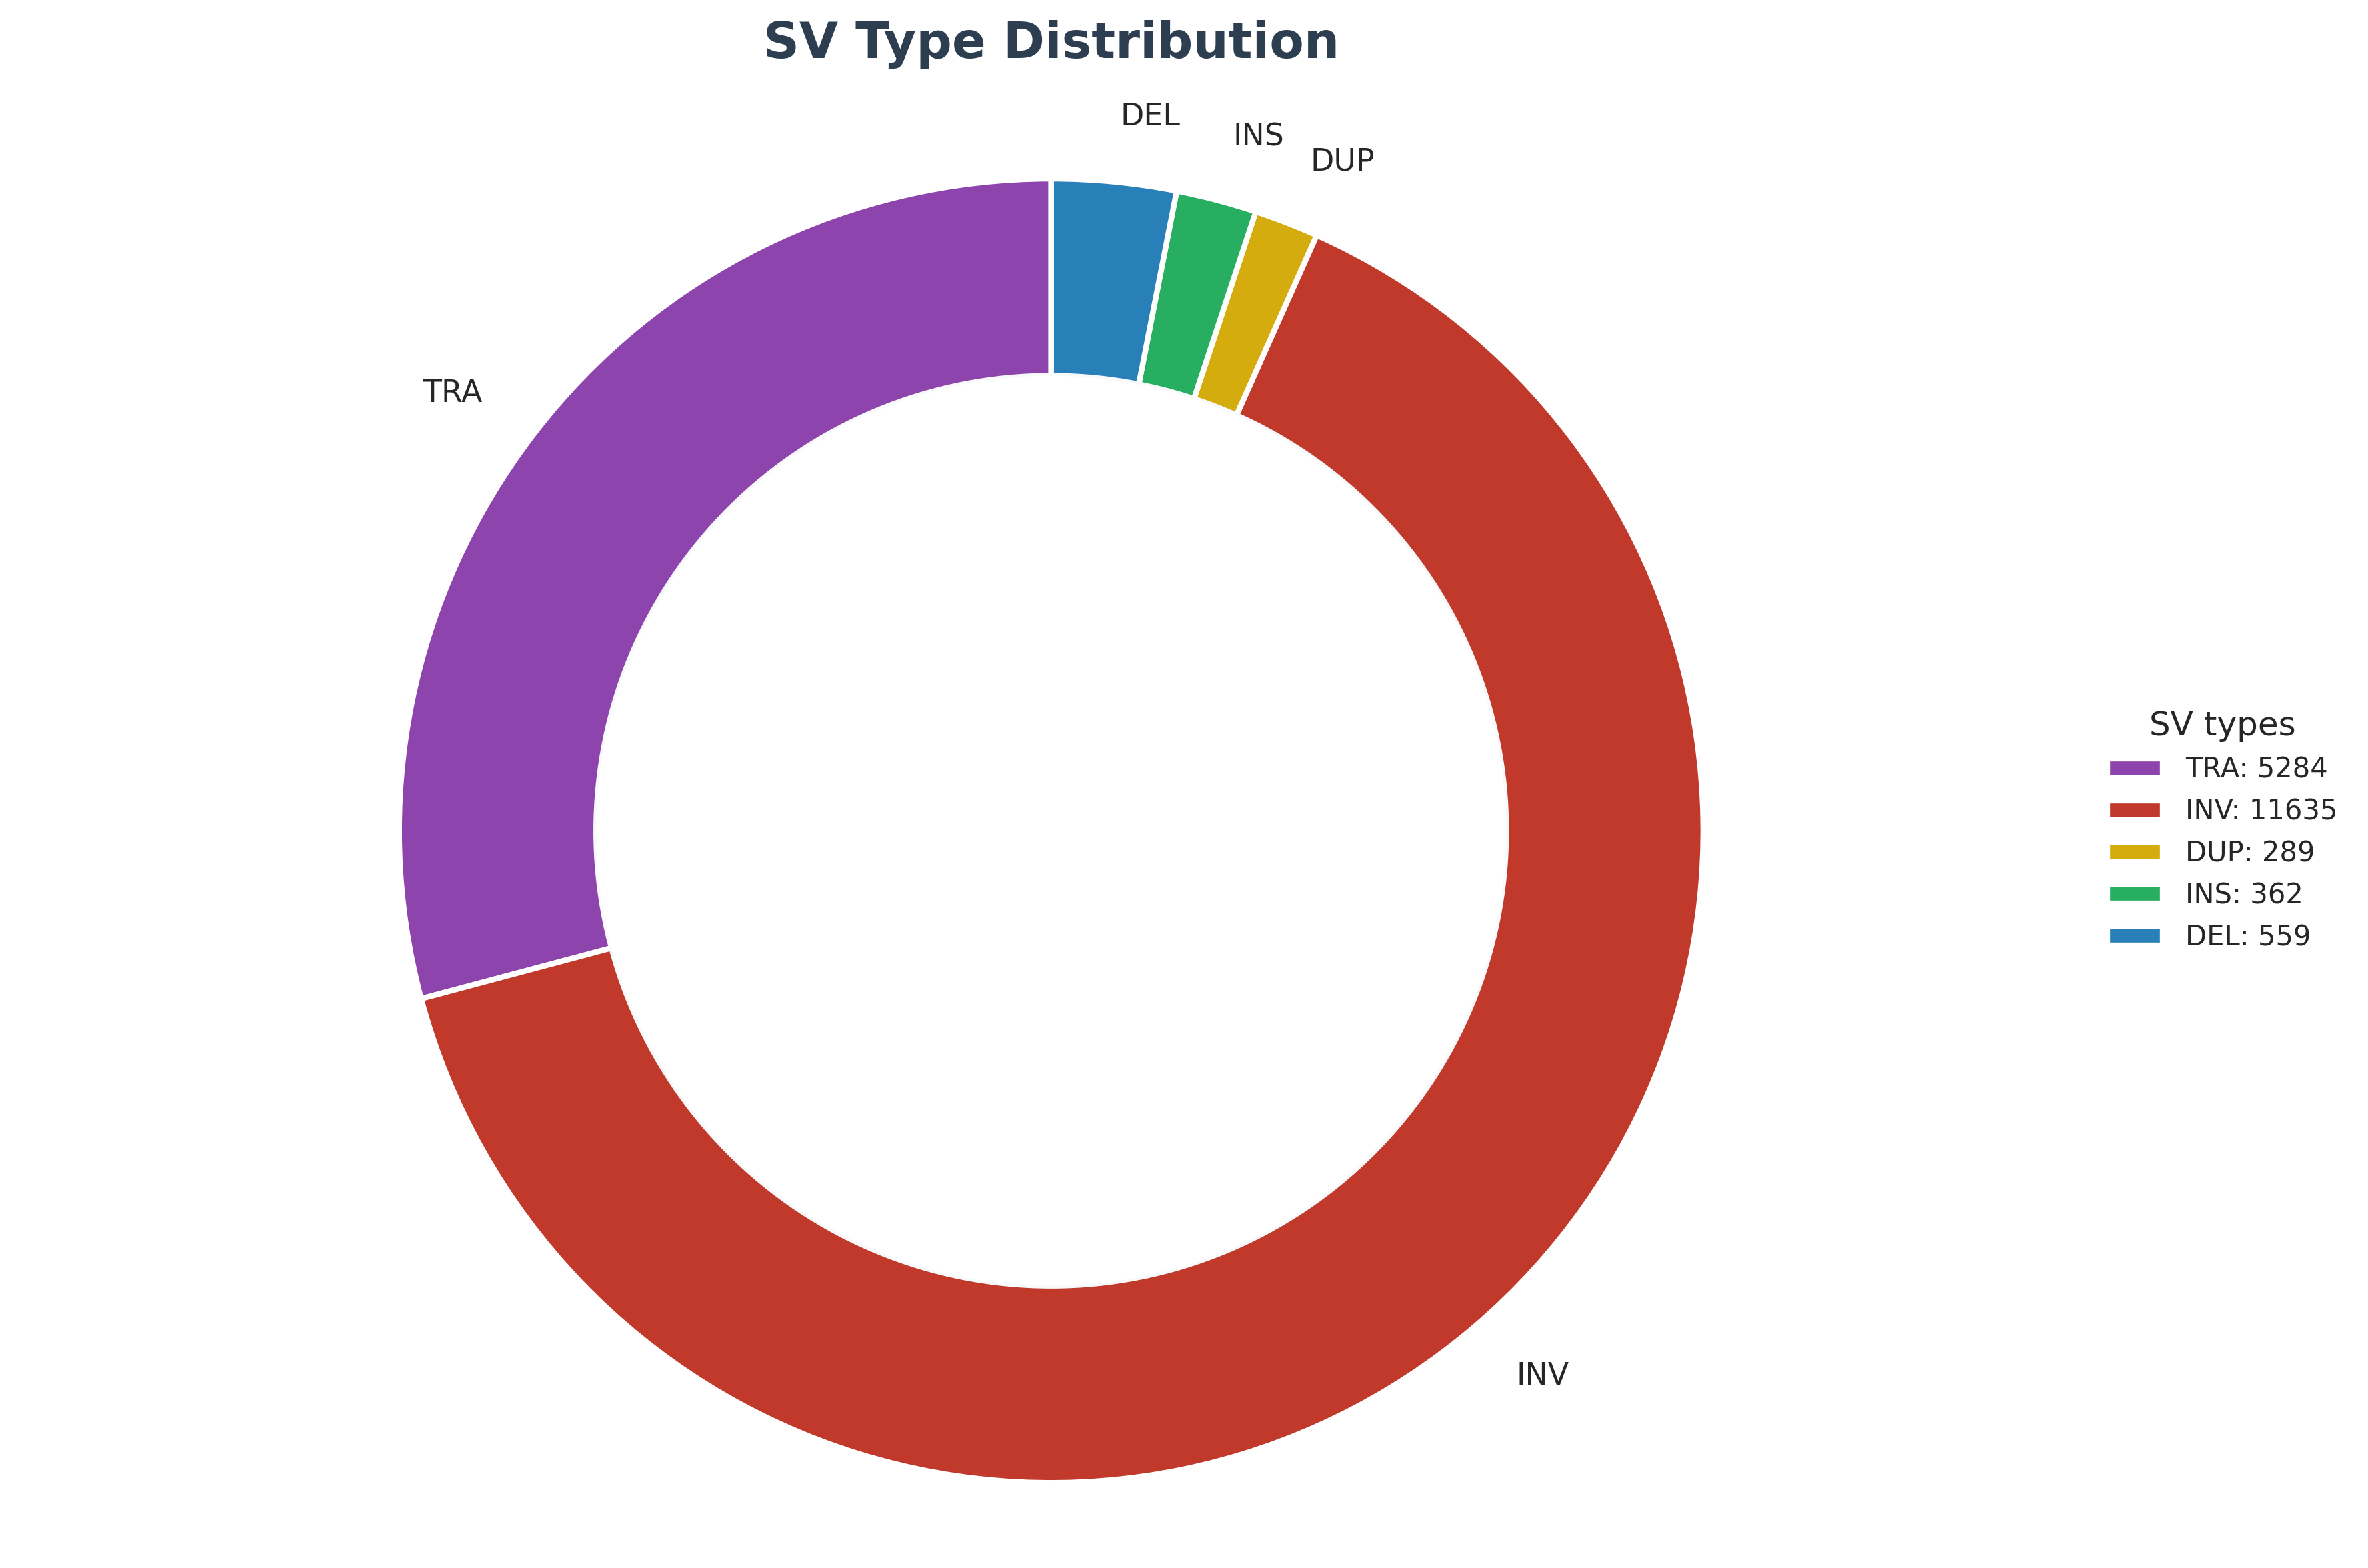 SV Type Distribution
DEL
INS
DUP
TRA
INV
SV types
TRA: 5284
INV: 11635
DUP: 289
INS: 362
DEL: 559